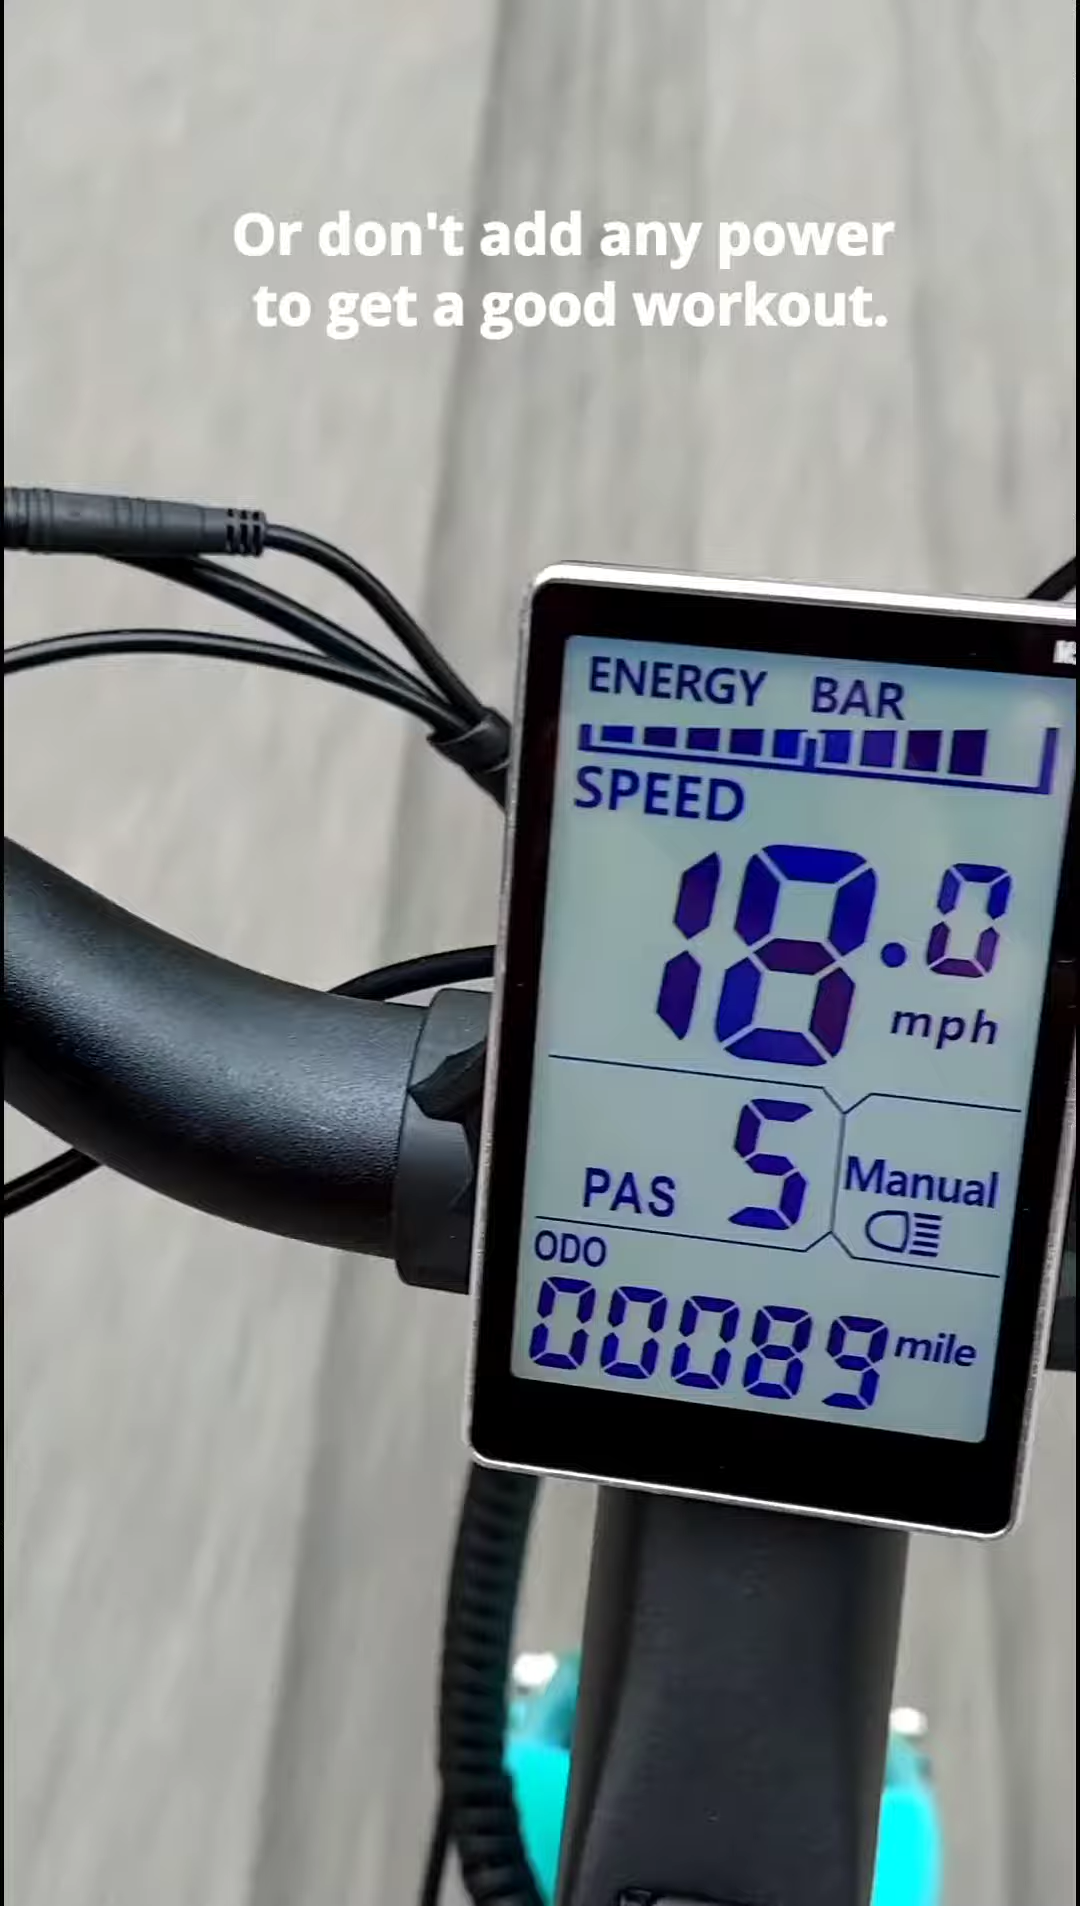 Or don't add any power
to get a good workout.
ENERGY BAR
SPEED
18.0
mph
PAS 5
Manual
ODO
00089 mile